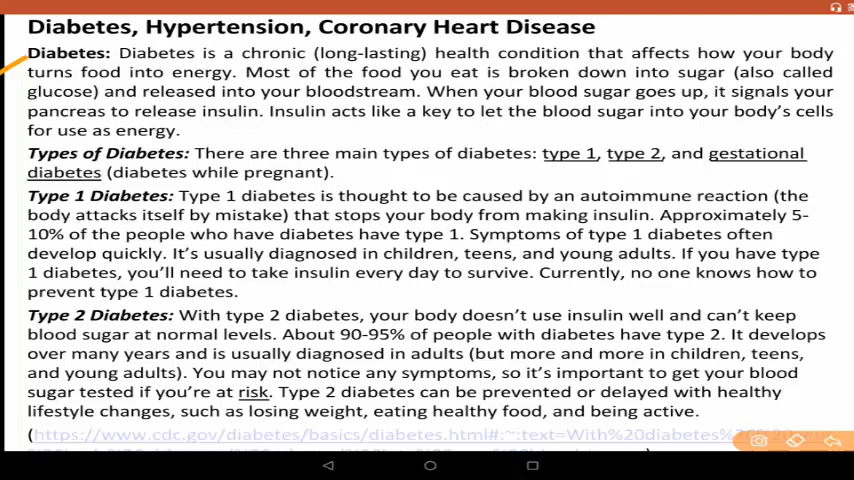 Diabetes, Hypertension, Coronary Heart Disease
Diabetes: Diabetes is a chronic (long-lasting) health condition that affects how your body
turns food into energy. Most of the food you eat is broken down into sugar (also called
glucose) and released into your bloodstream. When your blood sugar goes up, it signals your
pancreas to release insulin. Insulin acts like a key to let the blood sugar into your body’s cells
for use as energy.
Types of Diabetes: There are three main types of diabetes: type 1, type 2, and gestational
diabetes (diabetes while pregnant).
Type 1 Diabetes: Type 1 diabetes is thought to be caused by an autoimmune reaction (the
body attacks itself by mistake) that stops your body from making insulin. Approximately 5-
10% of the people who have diabetes have type 1. Symptoms of type 1 diabetes often
develop quickly. It’s usually diagnosed in children, teens, and young adults. If you have type
1 diabetes, you’ll need to take insulin every day to survive. Currently, no one knows how to
prevent type 1 diabetes.
Type 2 Diabetes: With type 2 diabetes, your body doesn’t use insulin well and can’t keep
blood sugar at normal levels. About 90-95% of people with diabetes have type 2. It develops
over many years and is usually diagnosed in adults (but more and more in children, teens,
and young adults). You may not notice any symptoms, so it’s important to get your blood
sugar tested if you’re at risk. Type 2 diabetes can be prevented or delayed with healthy
lifestyle changes, such as losing weight, eating healthy food, and being active.
(https://www.cdc.gov/diabetes/basics/diabetes.html#:~:text=With%20diabetes%2C%20